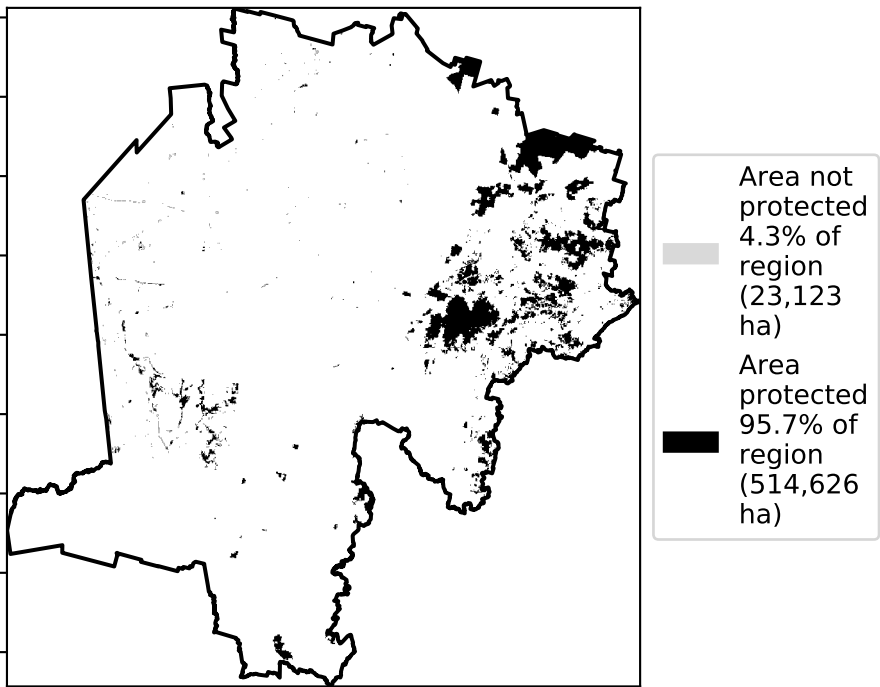 Area not
protected
4.3% of
region
(23,123
ha)
Area
protected
95.7% of
region
(514,626
ha)